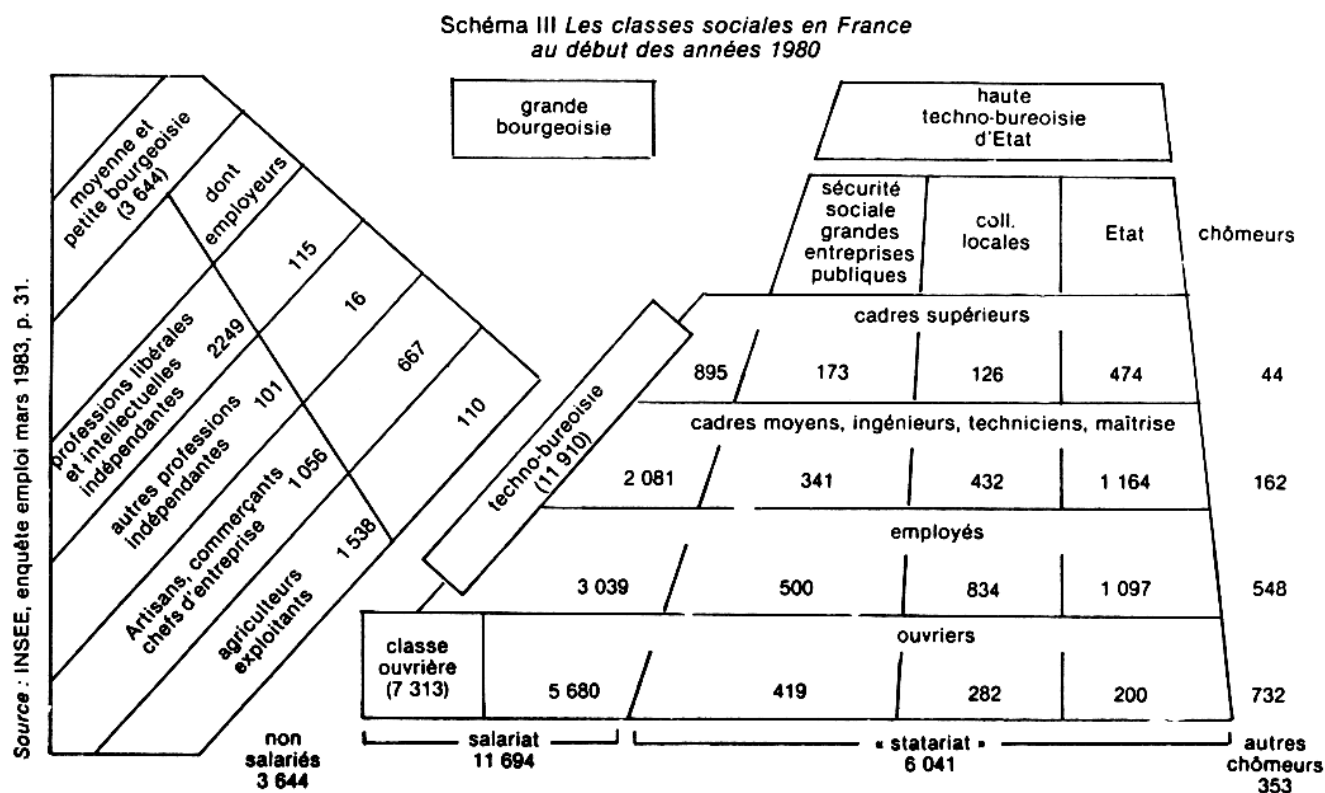 Schéma III Les classes sociales en France
au début des années 1980
grande
bourgeoisie
haute
techno-bureoisie
d'Etat
moyenne et
petite bourgeoisie
(3 644)
dont
employeurs
sécurité
sociale
grandes
entreprises
publiques
coll.
locales
Etat
chômeurs
professions libérales
et intellectuelles
indépendantes
2249
115
autres professions
indépendantes
101
16
Artisans, commerçants
chefs d'entreprise
1 056
667
agriculteurs
exploitants
1 538
110
techno-bureoisie
(11 910)
cadres supérieurs
895 173 126 474 44
cadres moyens, ingénieurs, techniciens, maîtrise
2 081 341 432 1 164 162
employés
3 039 500 834 1 097 548
ouvriers
classe
ouvrière
(7 313)
5 680 419 282 200 732
non
salariés
3 644
salariat
11 694
« statariat »
6 041
autres
chômeurs
353
Source : INSEE, enquête emploi mars 1983, p. 31.